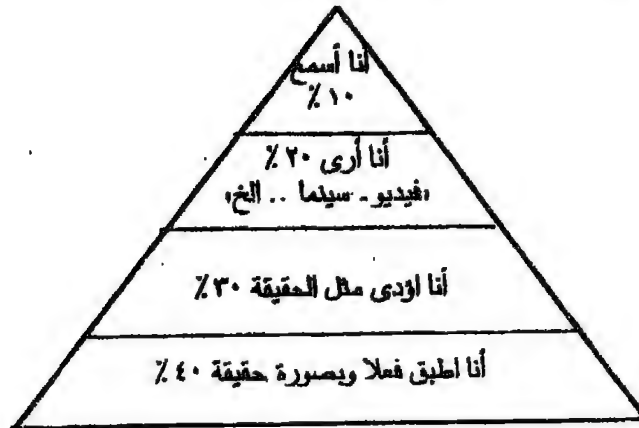 أنا أسمع
١٠ ٪
أنا أرى ٢٠ ٪
«فيديو - سينما .. الخ»
أنا اؤدى مثل الحقيقة ٣٠ ٪
أنا اطبق فعلا وبصورة حقيقة ٤٠ ٪